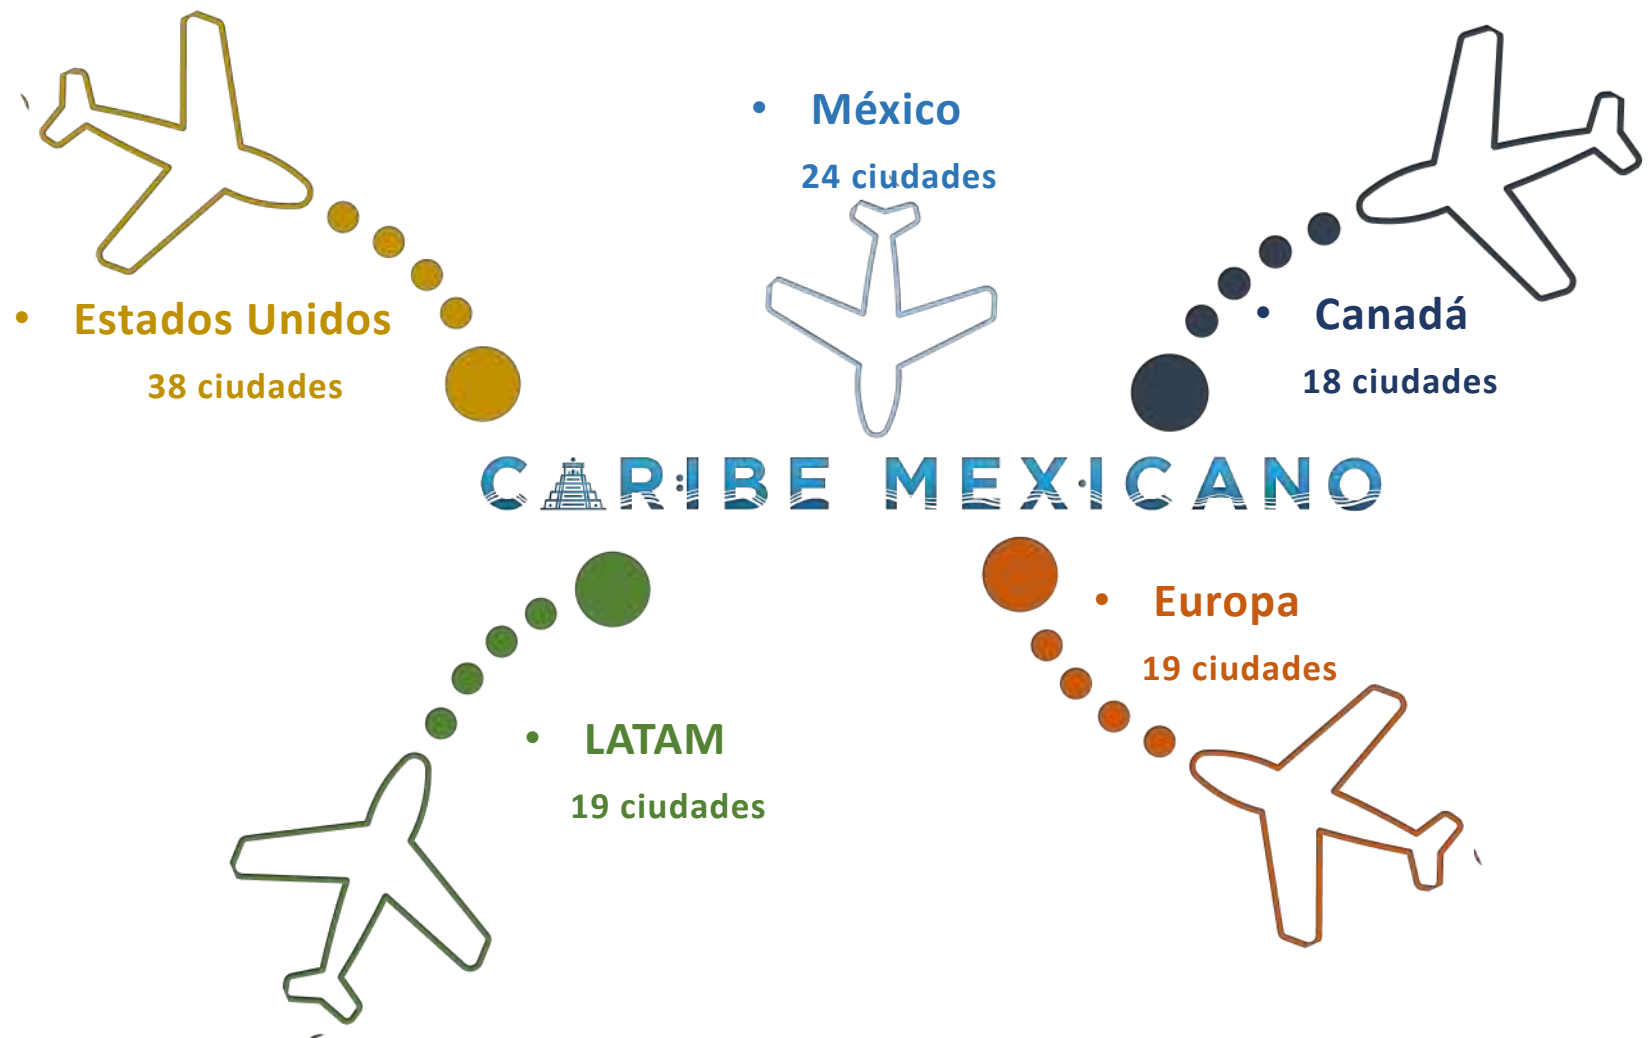 • México
24 ciudades
• Estados Unidos
38 ciudades
• Canadá
18 ciudades
CARIBE MEXICANO
• Europa
19 ciudades
• LATAM
19 ciudades